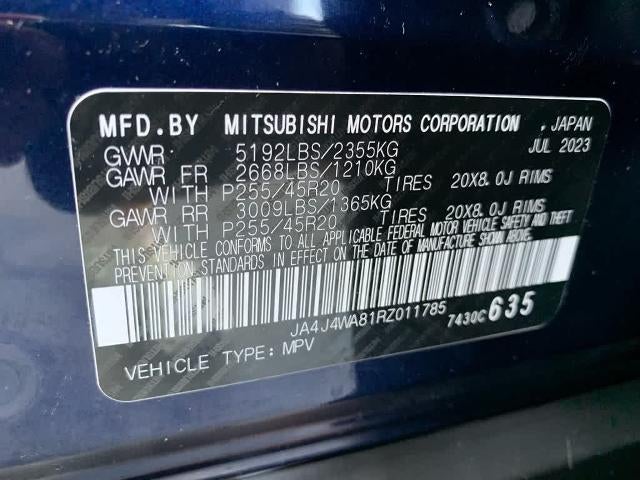 MFD.BY MITSUBISHI MOTORS CORPORATION , JAPAN
GVWR 5192LBS/2355KG JUL 2023
GAWR FR 2668LBS/1210KG
WITH P255/45R20 TIRES 20X8.0J RIMS
GAWR RR 3009LBS/1365KG
WITH P255/45R20 TIRES 20X8.0J RIMS
THIS VEHICLE CONFORMS TO ALL APPLICABLE FEDERAL MOTOR VEHICLE SAFETY AND THEFT
PREVENTION STANDARDS IN EFFECT ON THE DATE OF MANUFACTURE SHOWN ABOVE.
JA4J4WA81RZ011785 7430C 635
VEHICLE TYPE: MPV